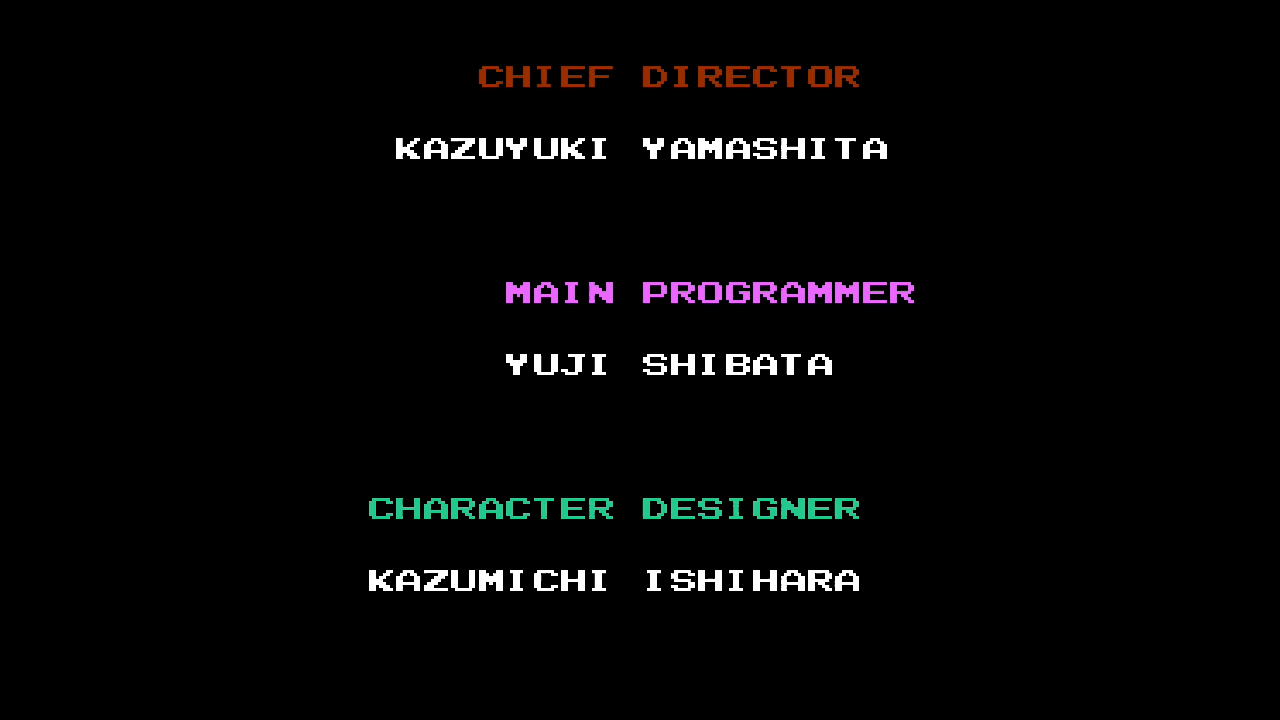 CHIEF DIRECTOR
KAZUYUKI YAMASHITA
MAIN PROGRAMMER
YUJI SHIBATA
CHARACTER DESIGNER
KAZUMICHI ISHIHARA